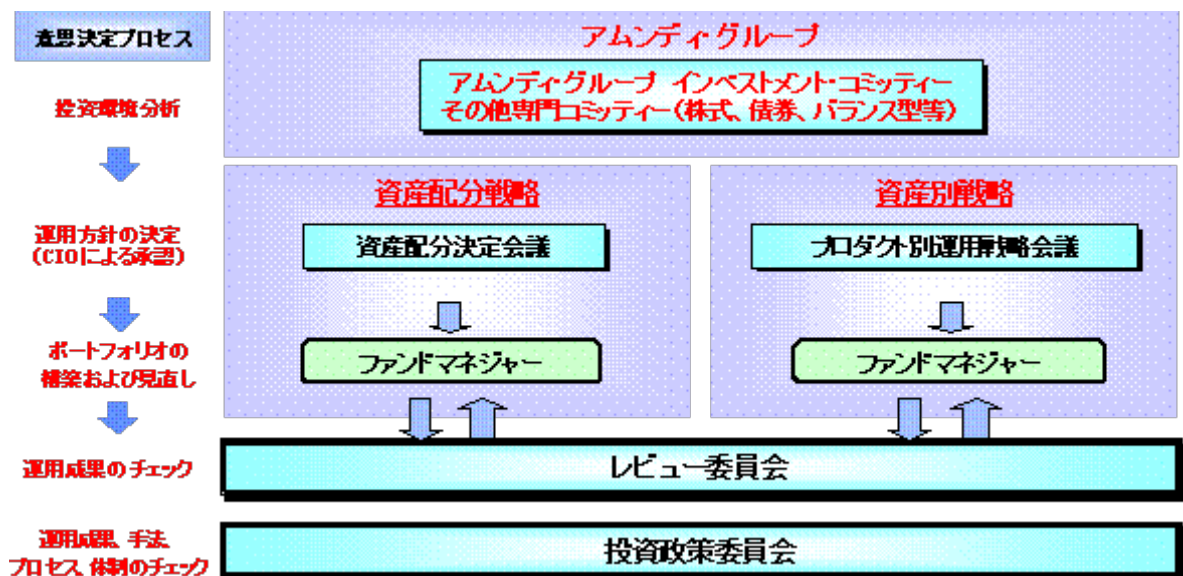 意思決定プロセス
アムンディ・グループ
アムンディ・グループ インベストメント・コミッティー
その他専門コミッティー(株式、債券、バランス型等)
投資環境分析
資産配分戦略
資産別戦略
運用方針の決定
(CIOによる承認)
資産配分決定会議
プロダクト別運用戦略会議
ポートフォリオの
構築および見直し
ファンドマネジャー
ファンドマネジャー
運用成果のチェック
レビュー委員会
運用成果、手法、
プロセス、体制のチェック
投資政策委員会